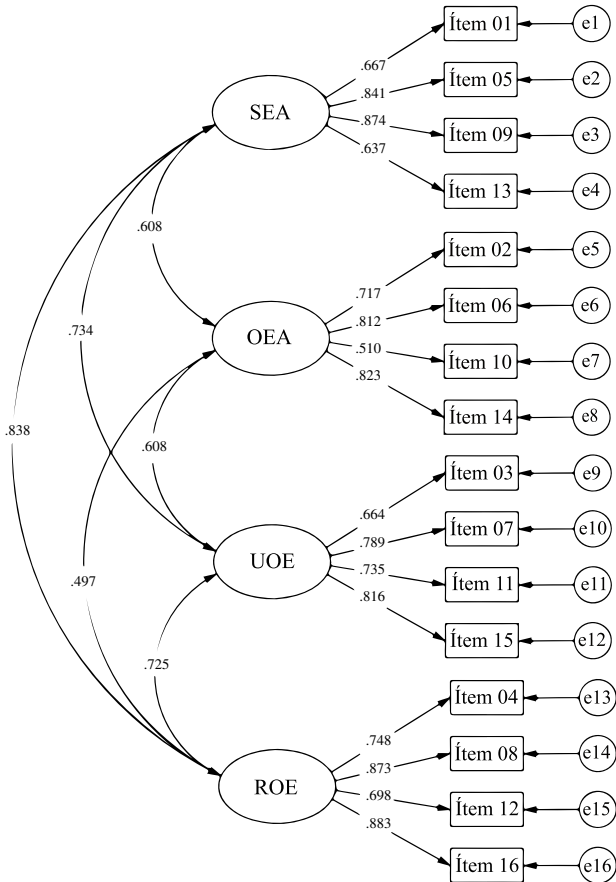 Ítem 01
e1
.667
Ítem 05
e2
.841
SEA
.874
Ítem 09
e3
.637
Ítem 13
e4
.608
Ítem 02
e5
.717
Ítem 06
e6
.812
.734
OEA
.510
Ítem 10
e7
.823
Ítem 14
e8
.838
.608
Ítem 03
e9
.664
Ítem 07
e10
.789
UOE
.735
Ítem 11
e11
.497
.816
Ítem 15
e12
.725
Ítem 04
e13
.748
Ítem 08
e14
.873
ROE
.698
Ítem 12
e15
.883
Ítem 16
e16